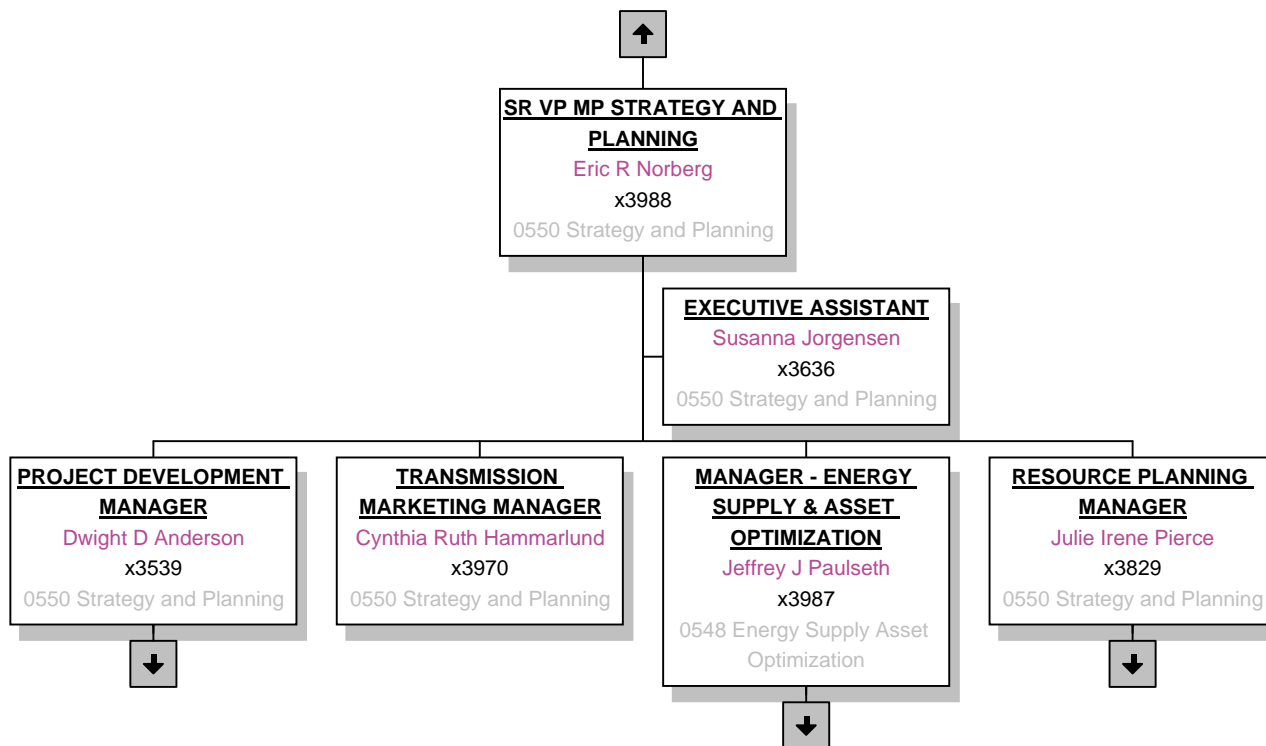 SR VP MP STRATEGY AND
PLANNING
Eric R Norberg
x3988
0550 Strategy and Planning
EXECUTIVE ASSISTANT
Susanna Jorgensen
x3636
0550 Strategy and Planning
PROJECT DEVELOPMENT
MANAGER
Dwight D Anderson
x3539
0550 Strategy and Planning
TRANSMISSION
MARKETING MANAGER
Cynthia Ruth Hammarlund
x3970
0550 Strategy and Planning
MANAGER - ENERGY
SUPPLY & ASSET
OPTIMIZATION
Jeffrey J Paulseth
x3987
0548 Energy Supply Asset
Optimization
RESOURCE PLANNING
MANAGER
Julie Irene Pierce
x3829
0550 Strategy and Planning